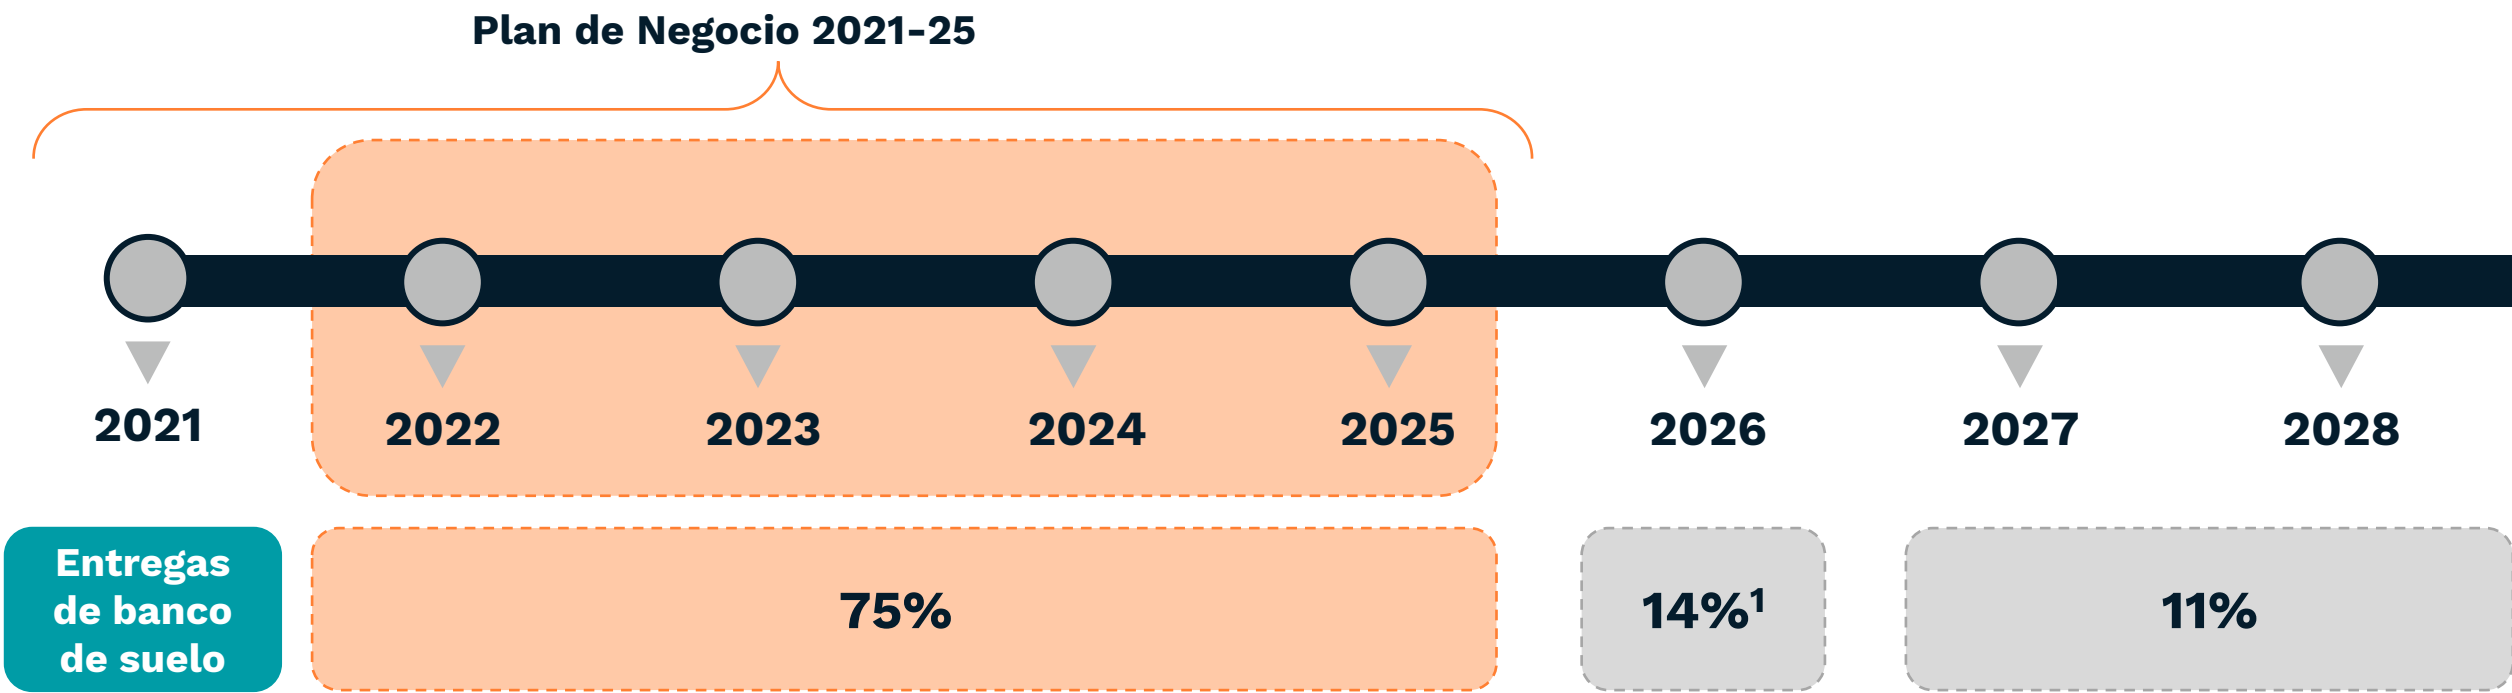 Plan de Negocio 2021-25
2021 2022 2023 2024 2025 2026 2027 2028
Entregas
de banco
de suelo
75% 14%¹ 11%